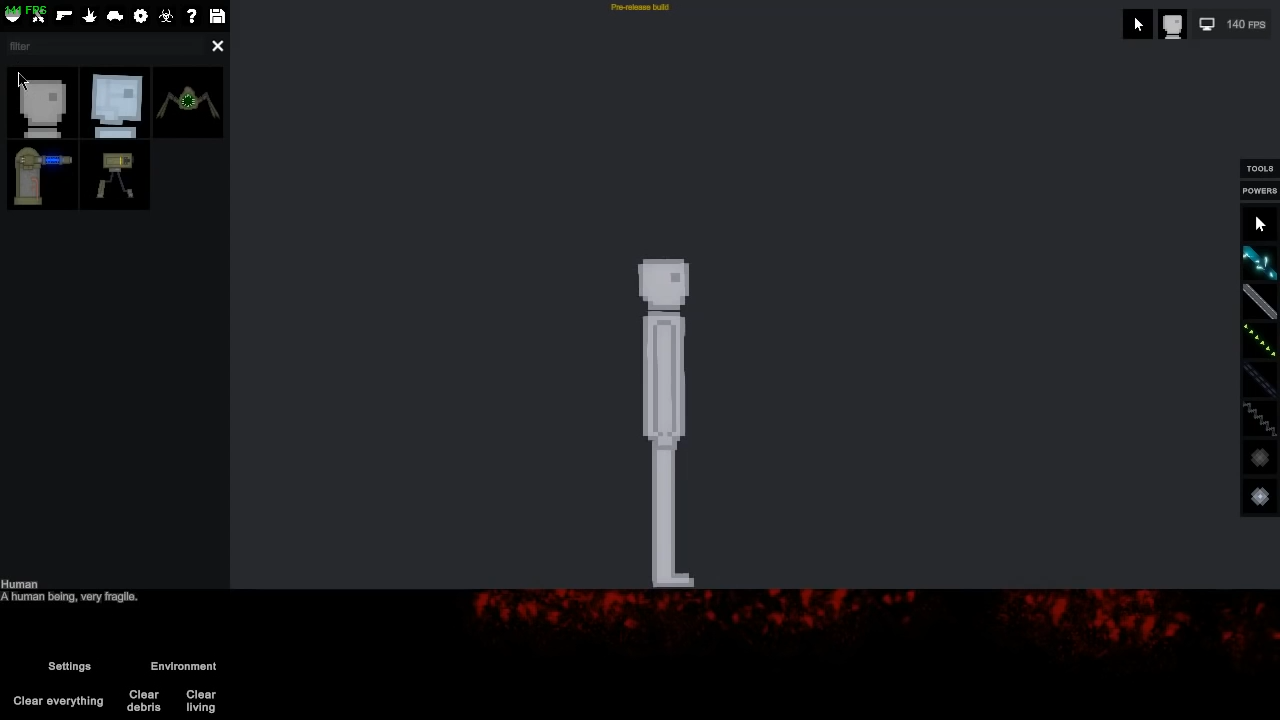 Pre-release build
141 FPS
140 FPS
filter
TOOLS
POWERS
Human
A human being, very fragile.
Settings
Environment
Clear everything
Clear
debris
Clear
living